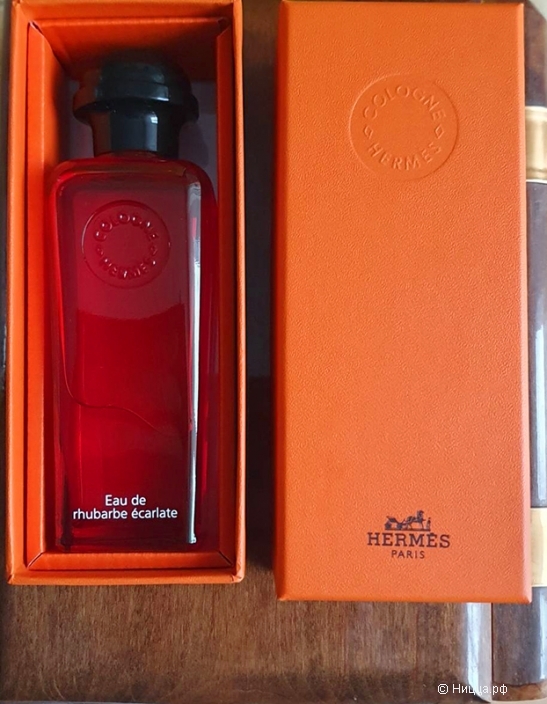 COLOGNE
HERMÈS
Eau de
rhubarbe écarlate
COLOGNE
HERMÈS
HERMÈS
PARIS
© Ницца.рф